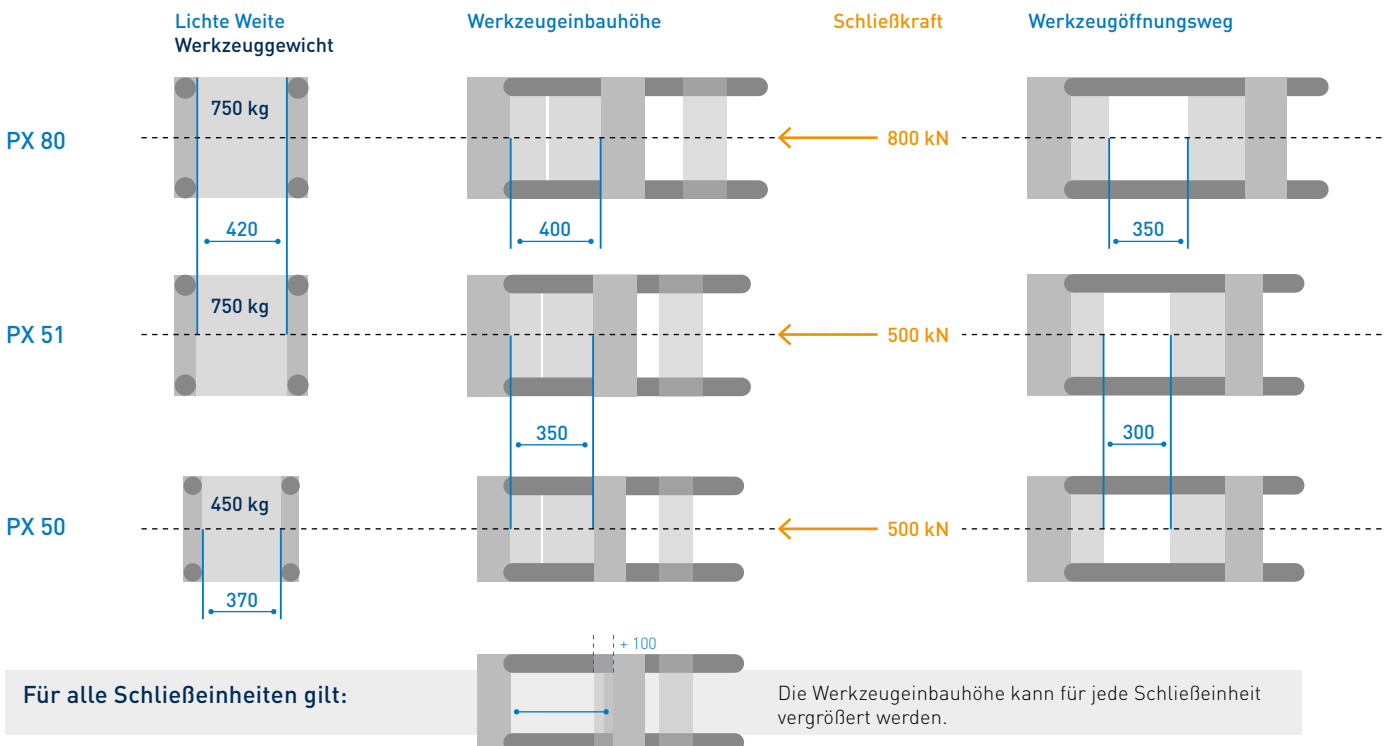 Lichte Weite
Werkzeuggewicht
Werkzeugeinbauhöhe
Schließkraft
Werkzeugöffnungsweg
PX 80
750 kg
800 kN
420
400
350
PX 51
750 kg
500 kN
350
300
PX 50
450 kg
500 kN
370
+ 100
Für alle Schließeinheiten gilt:
Die Werkzeugeinbauhöhe kann für jede Schließeinheit
vergrößert werden.